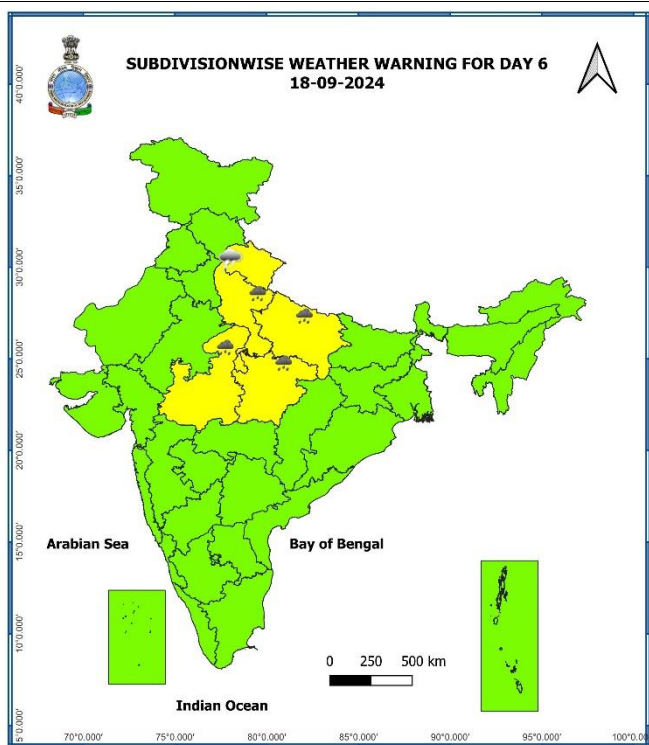 SUBDIVISIONWISE WEATHER WARNING FOR DAY 6
18-09-2024
40°0.000'
35°0.000'
30°0.000'
25°0.000'
20°0.000'
15°0.000'
10°0.000'
5°0.000'
Arabian Sea
Bay of Bengal
0 250 500 km
Indian Ocean
70°0.000' 75°0.000' 80°0.000' 85°0.000' 90°0.000' 95°0.000' 100°0.000'